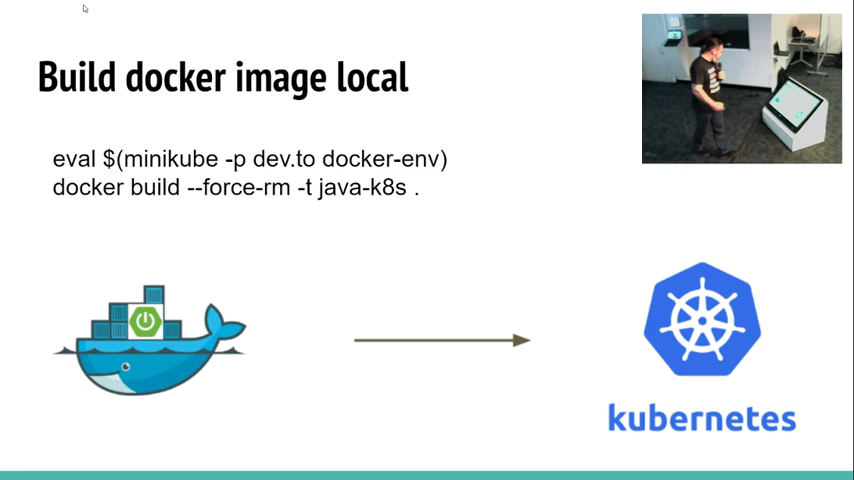 Build docker image local
eval $(minikube -p dev.to docker-env)
docker build --force-rm -t java-k8s .
kubernetes